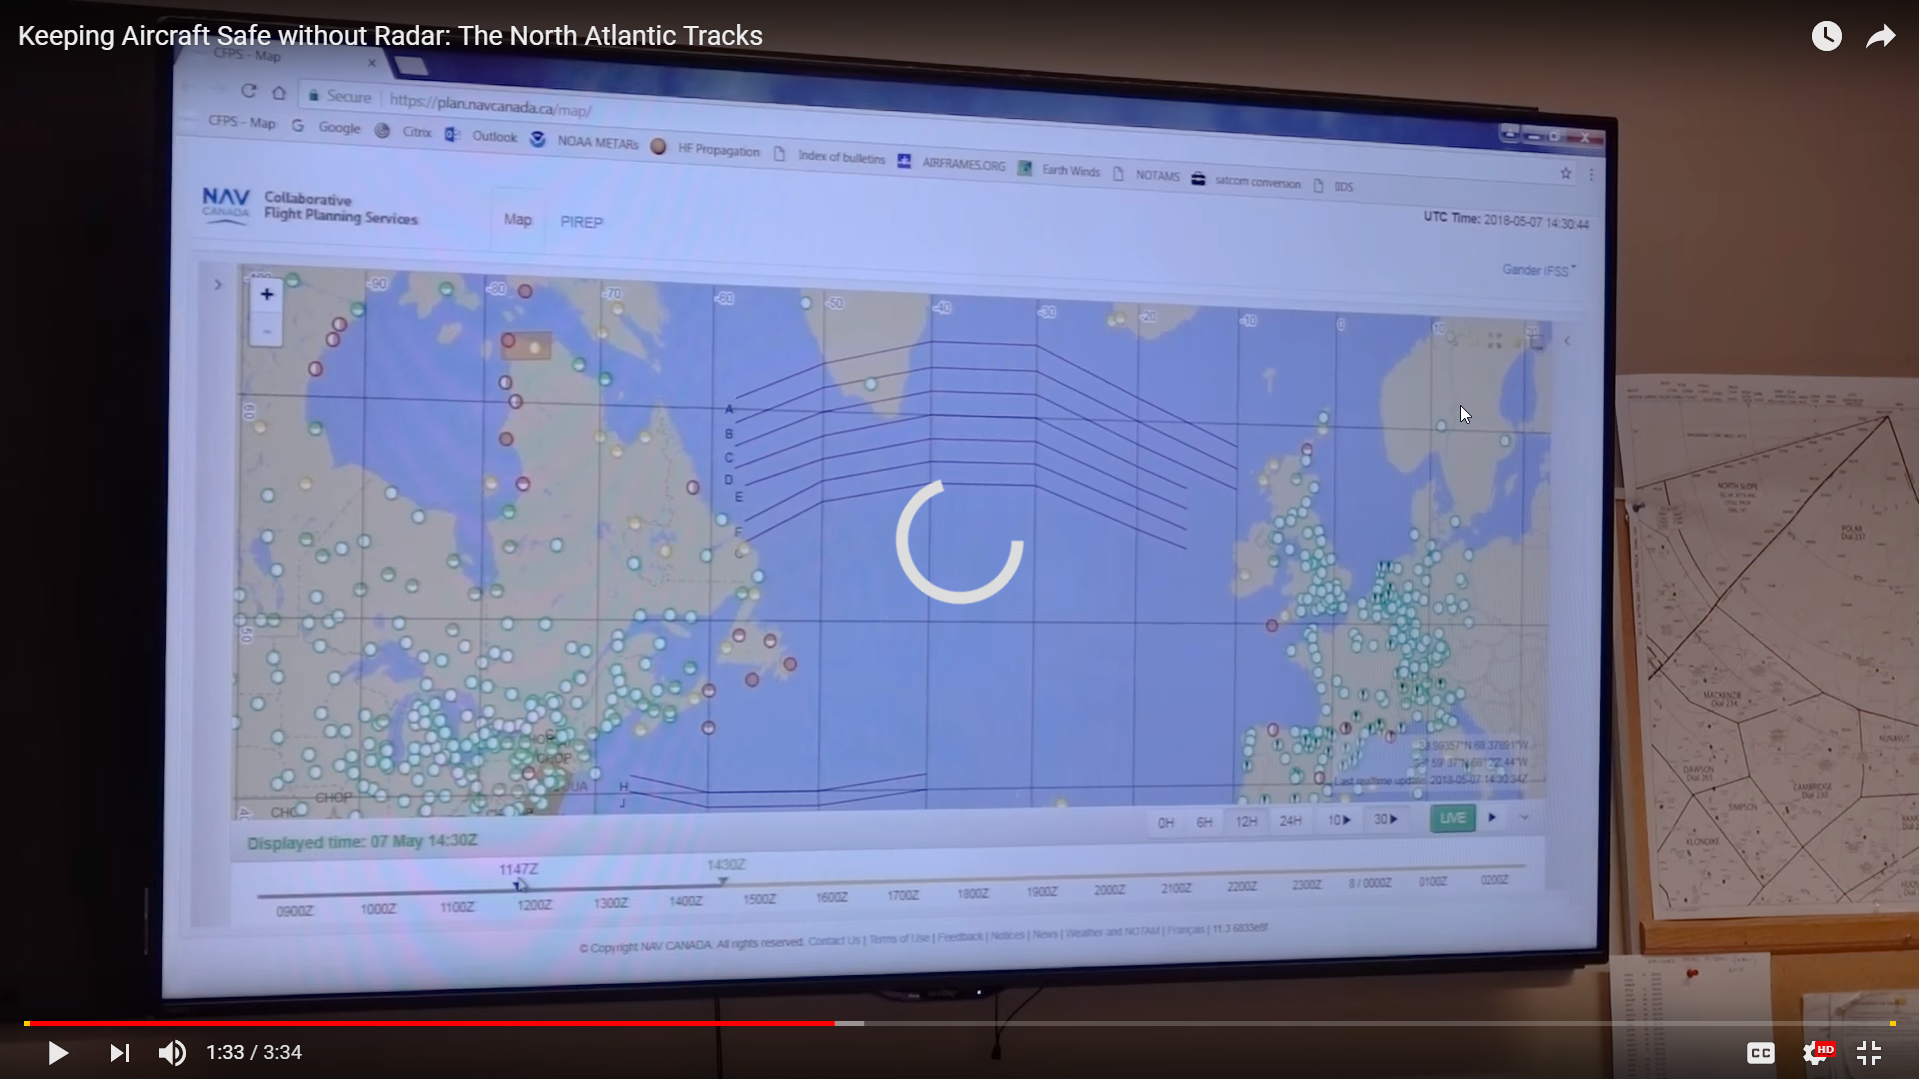 Keeping Aircraft Safe without Radar: The North Atlantic Tracks
CFPS - Map
Secure https://plan.navcanada.ca/map/
CFPS - Map Google Citrix Outlook NOAA METARs HF Propagation Index of bulletins AIRFRAMES.ORG Earth Winds NOTAMS satcom conversion IDS
NAV CANADA
Collaborative
Flight Planning Services
Map PIREP
UTC Time: 2018-05-07 14:30:44
Gander IFSS
+
-
-90 -80 -70 -60 -50 -40 -30 -20 -10 0 10 20
60
A
B
C
D
E
F
50
CHOP
CHOP
H
J
Last realtime update: 2018-05-07 14:30:34Z
0H 6H 12H 24H 10 30 LIVE
Displayed time: 07 May 14:30Z
1147Z 1430Z
0900Z 1000Z 1100Z 1200Z 1300Z 1400Z 1500Z 1600Z 1700Z 1800Z 1900Z 2000Z 2100Z 2200Z 2300Z 8 / 0000Z 0100Z 0200Z
© Copyright NAV CANADA. All rights reserved. Contact Us | Terms of Use | Feedback | Notices | News | Weather and NOTAM | Français |
NORTH SLOPE
POLAR
Dial 237
MACKENZIE
Dial 234
DAWSON
CAMBRIDGE
SIMPSON
KLONDIKE
1:33 / 3:34
CC
HD